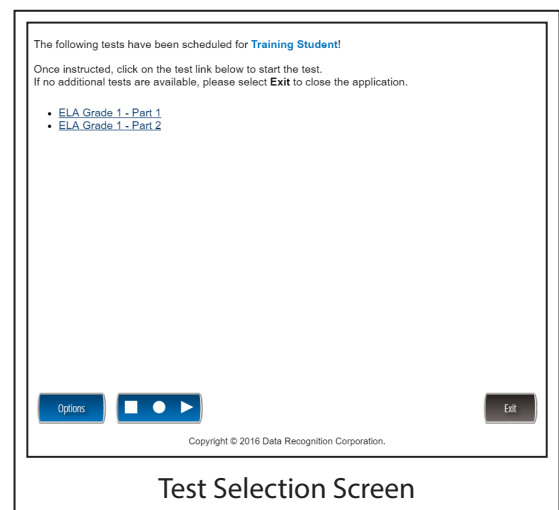 The following tests have been scheduled for Training Student!
Once instructed, click on the test link below to start the test.
If no additional tests are available, please select Exit to close the application.
• ELA Grade 1 - Part 1
• ELA Grade 1 - Part 2
Options
Exit
Copyright © 2016 Data Recognition Corporation.
Test Selection Screen